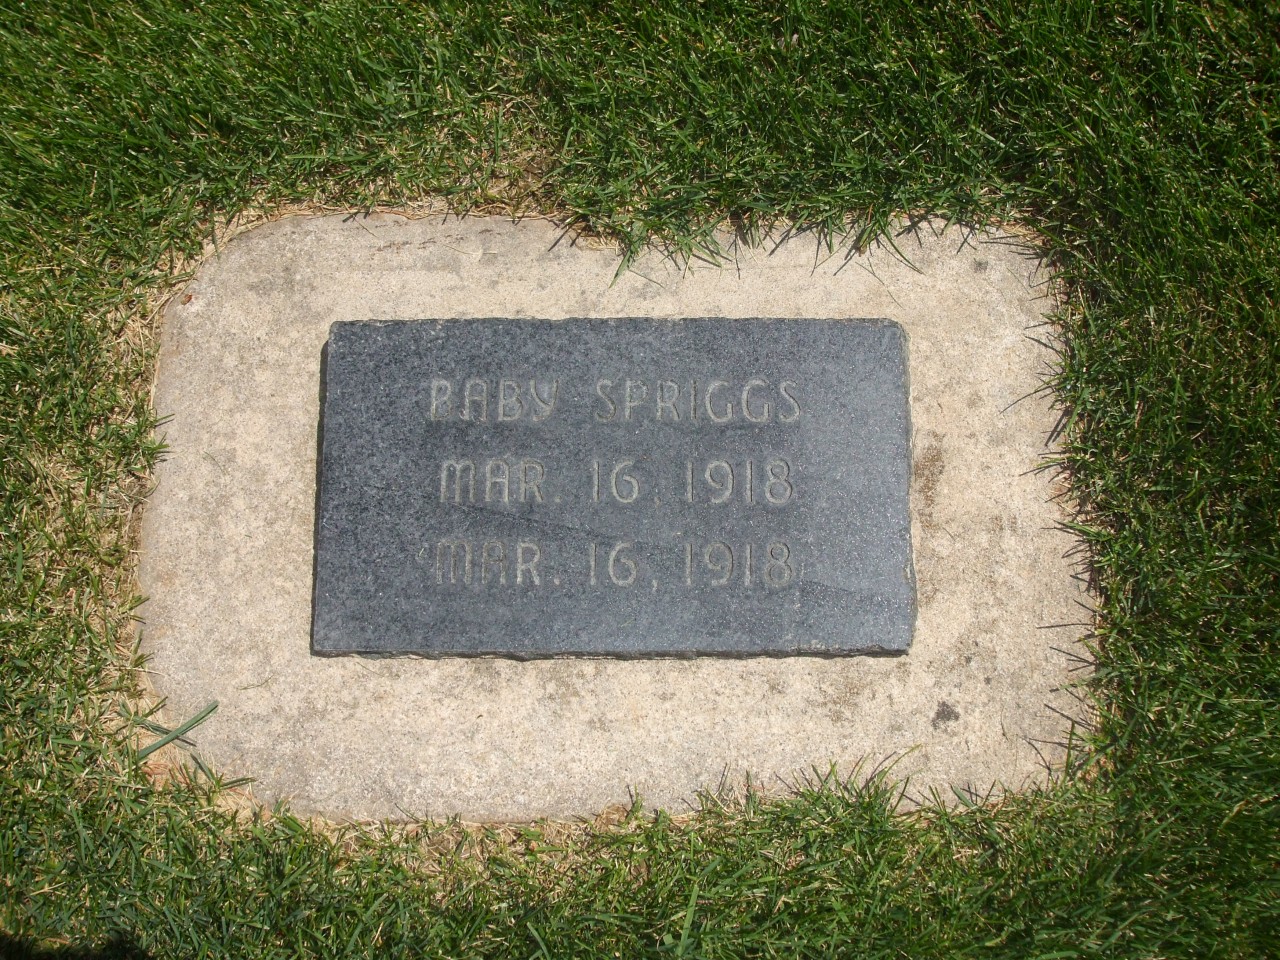 BABY SPRIGGS
MAR. 16, 1918
MAR. 16, 1918